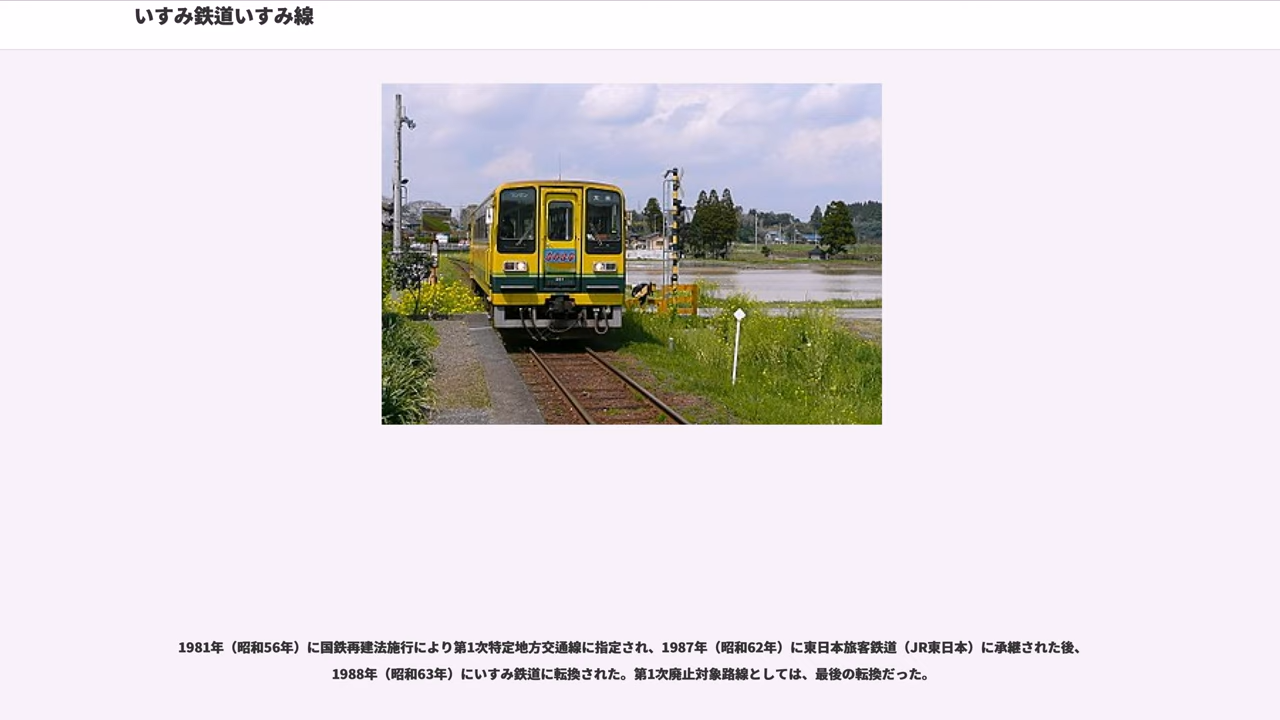 いすみ鉄道いすみ線
1981年（昭和56年）に国鉄再建法施行により第1次特定地方交通線に指定され、1987年（昭和62年）に東日本旅客鉄道（JR東日本）に承継された後、
1988年（昭和63年）にいすみ鉄道に転換された。第1次廃止対象路線としては、最後の転換だった。